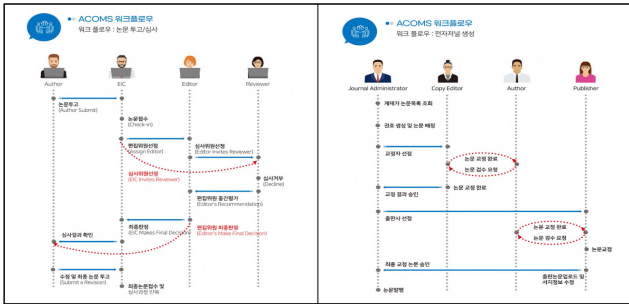 ACOMS 워크플로우
워크 플로우 : 논문 투고/심사
Author
EIC
Editor
Reviewer
논문투고
(Author Submit)
논문접수
(Check-in)
편집위원선정
(Assign Editor)
심사위원선정
(Editor Invites Reviewer)
심사위원선정
(EIC Invites Reviewer)
심사거부
(Decline)
편집위원 중간평가
(Editor's Recommendation)
최종판정
(EIC Makes Final Decision)
편집위원 최종판정
(Editor's Make Final Decision)
심사결과 확인
수정 및 최종 논문 투고
(Submit a Revision)
최종논문접수 및
심사과정 반복
ACOMS 워크플로우
워크 플로우 : 전자저널 생성
Journal Administrator
Copy Editor
Author
Publisher
게재가 논문목록 조회
권호 생성 및 논문 배정
교정자 선정
논문 교정 완료
논문 검수 요청
논문 교정 완료
교정 결과 승인
출판사 선정
논문 교정 완료
논문 검수 요청
논문교정
최종 교정 논문 승인
출판논문업로드 및
서지정보 수정
논문발행